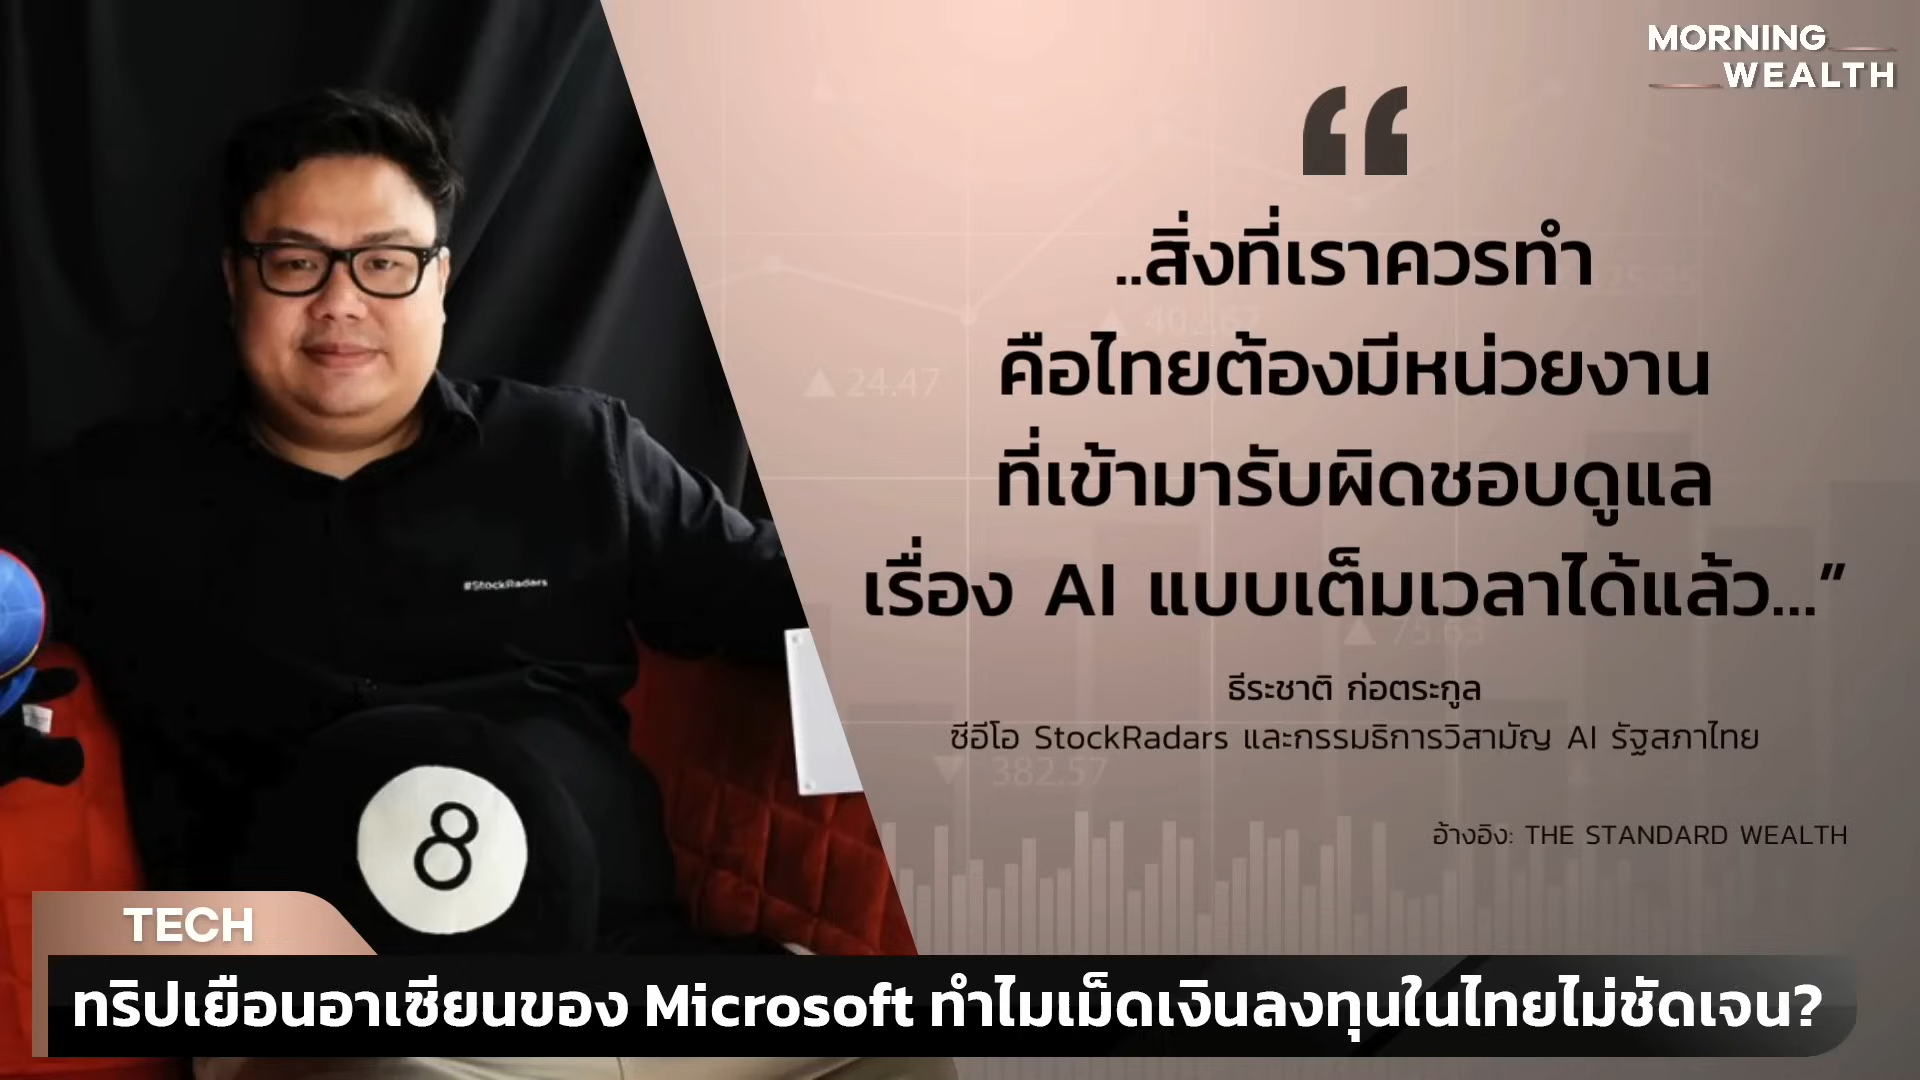 MORNING
WEALTH
“
..สิ่งที่เราควรทำ
คือไทยต้องมีหน่วยงาน
ที่เข้ามารับผิดชอบดูแล
เรื่อง AI แบบเต็มเวลาได้แล้ว...”
ธีระชาติ ก่อตระกูล
ซีอีโอ StockRadars และกรรมธิการวิสามัญ AI รัฐสภาไทย
อ้างอิง: THE STANDARD WEALTH
24.47
402.67
75.63
382.57
#StockRadars
8
TECH
ทริปเยือนอาเซียนของ Microsoft ทำไมเม็ดเงินลงทุนในไทยไม่ชัดเจน?